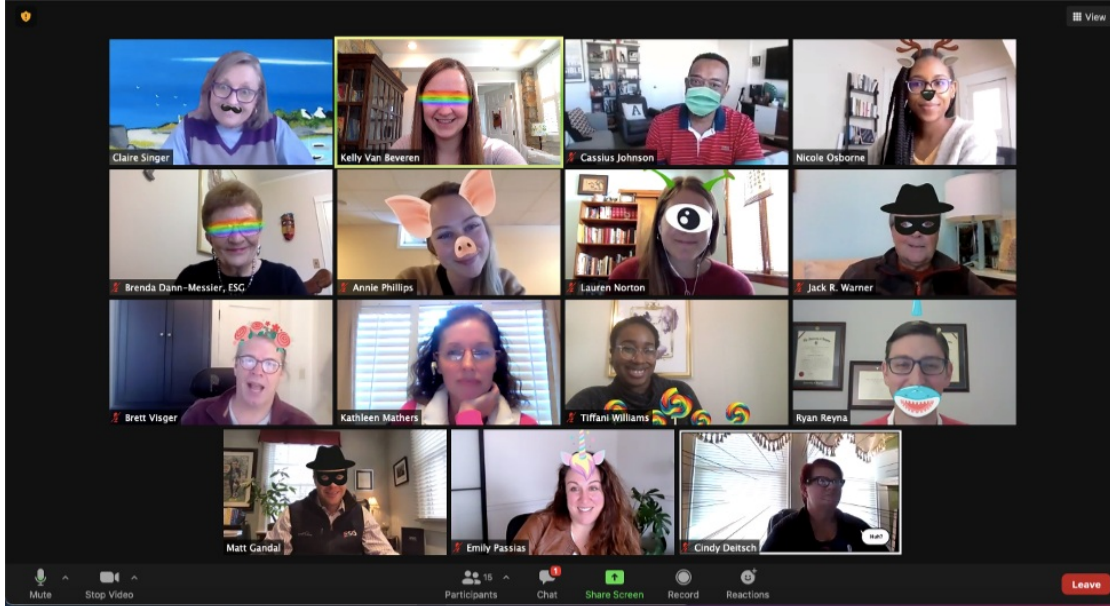 View
Claire Singer
Kelly Van Beveren
Cassius Johnson
Nicole Osborne
A
Brenda Dann-Messier, ESG
Annie Phillips
Lauren Norton
Jack R. Warner
Brett Visger
Kathleen Mathers
Tiffani Williams
Ryan Reyna
Matt Gandal
Emily Passias
Cindy Deitsch
Mute
Stop Video
Participants
15
Chat
1
Share Screen
Record
Reactions
Leave